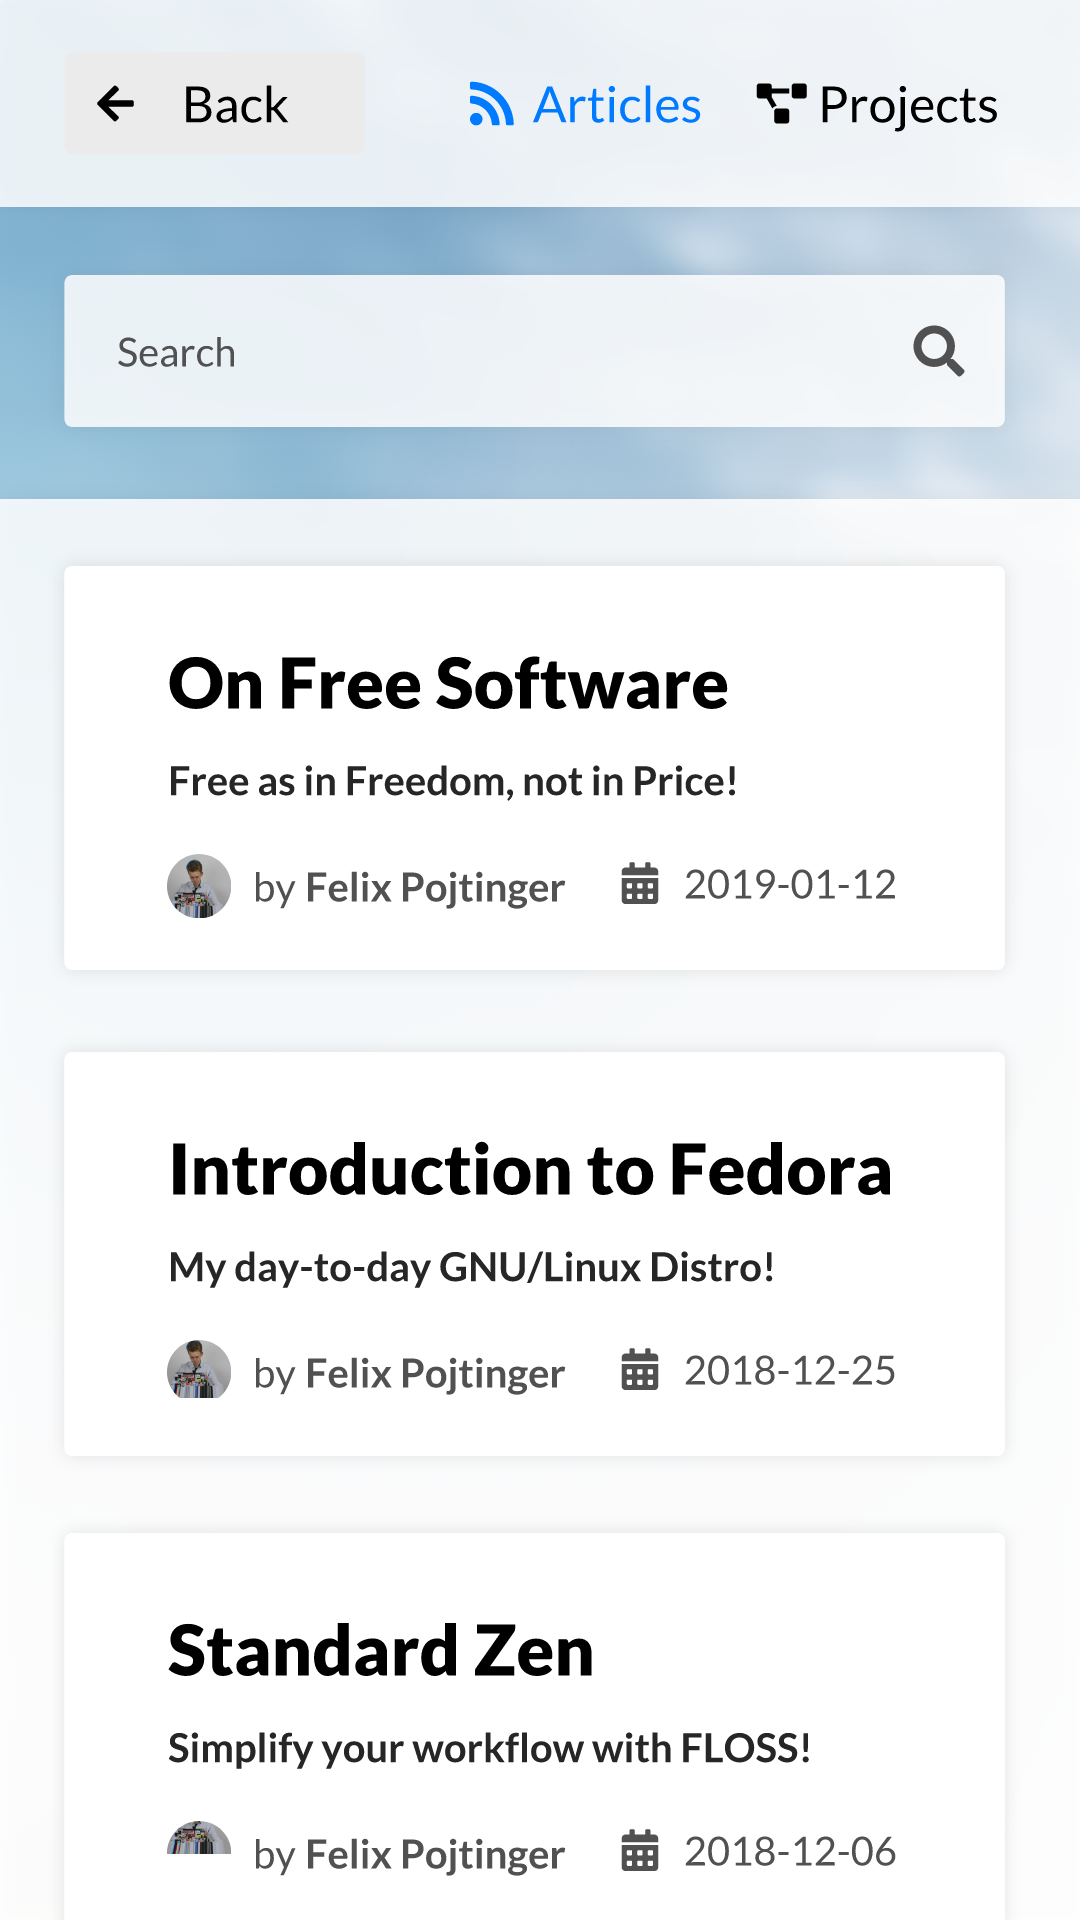 Back Articles Projects
Search
On Free Software
Free as in Freedom, not in Price!
by Felix Pojtinger 2019-01-12
Introduction to Fedora
My day-to-day GNU/Linux Distro!
by Felix Pojtinger 2018-12-25
Standard Zen
Simplify your workflow with FLOSS!
by Felix Pojtinger 2018-12-06